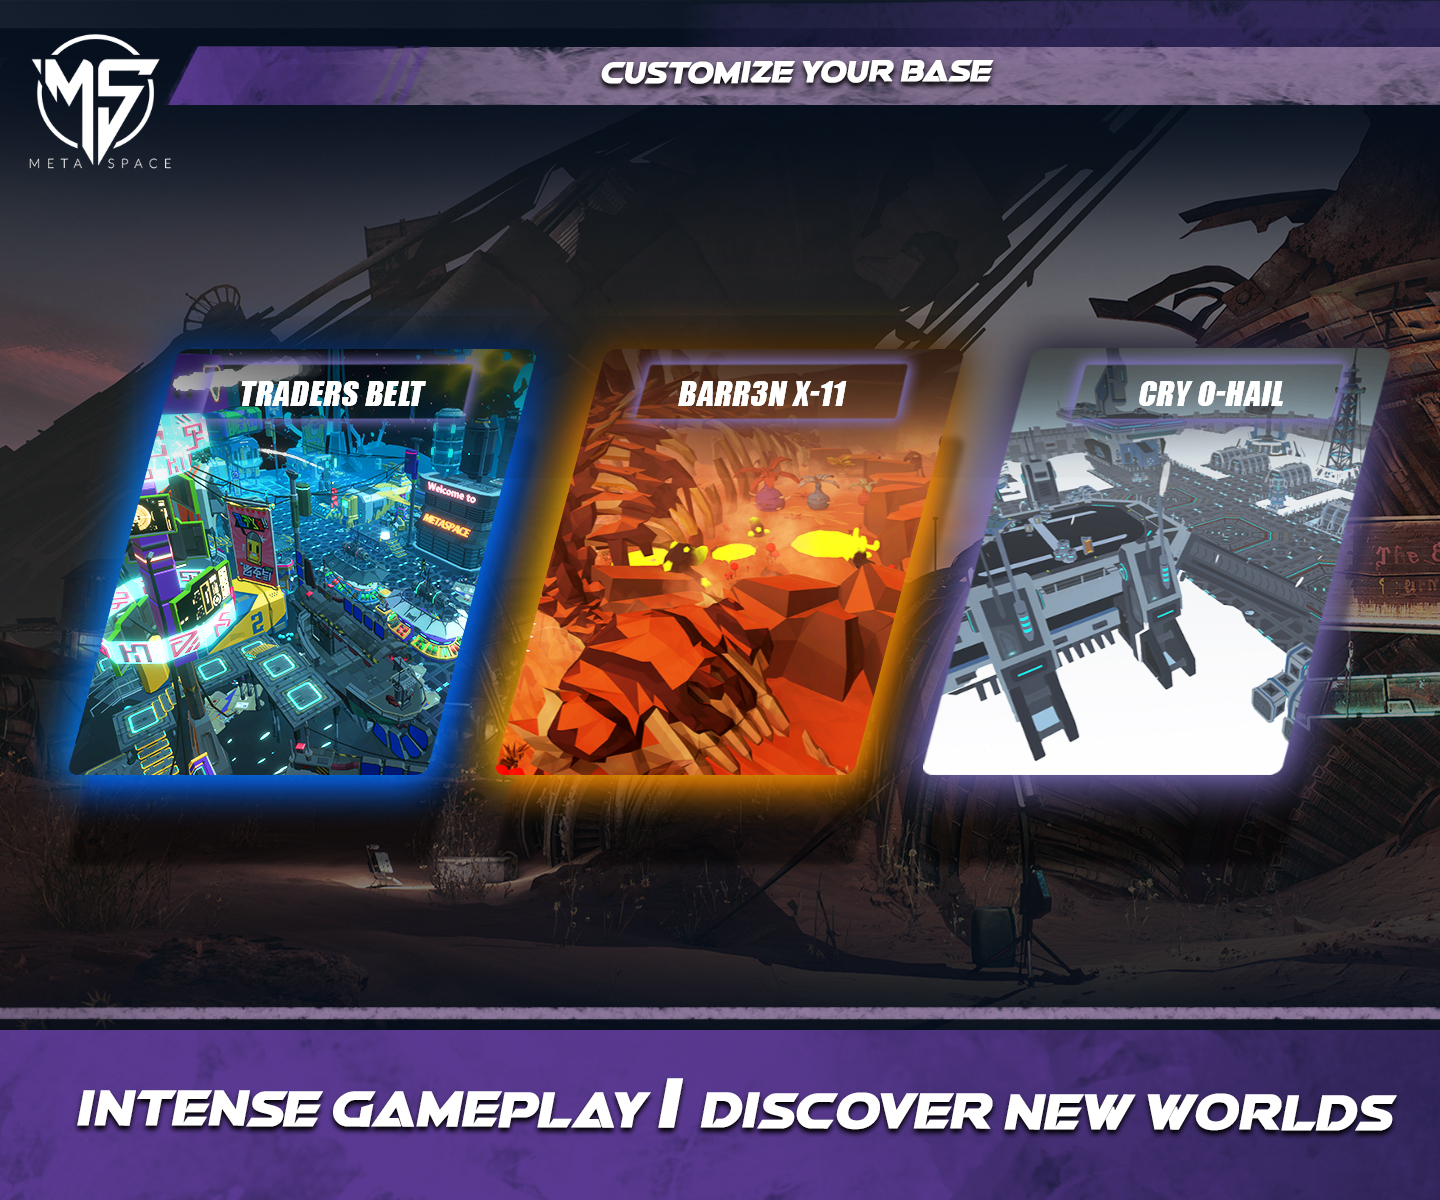 CUSTOMIZE YOUR BASE
MS
META SPACE
TRADERS BELT
BARR3N X-11
CRY O-HAIL
Welcome to
METASPACE
INTENSE GAMEPLAY | DISCOVER NEW WORLDS